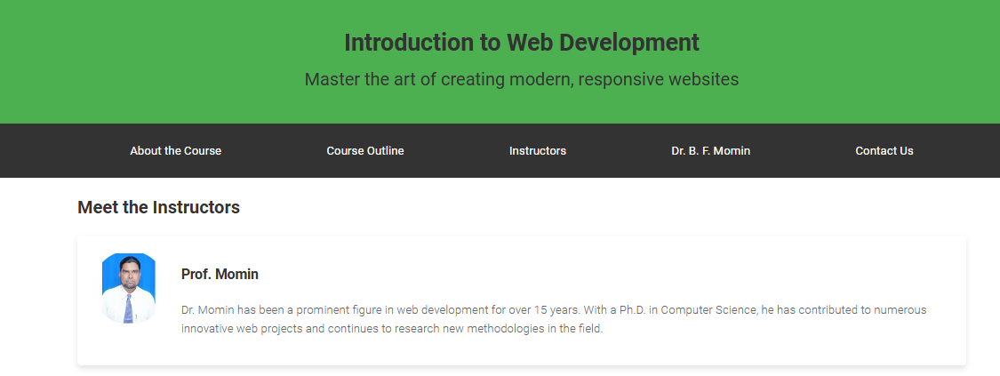 Introduction to Web Development
Master the art of creating modern, responsive websites
About the Course Course Outline Instructors Dr. B. F. Momin Contact Us
Meet the Instructors
Prof. Momin
Dr. Momin has been a prominent figure in web development for over 15 years. With a Ph.D. in Computer Science, he has contributed to numerous
innovative web projects and continues to research new methodologies in the field.